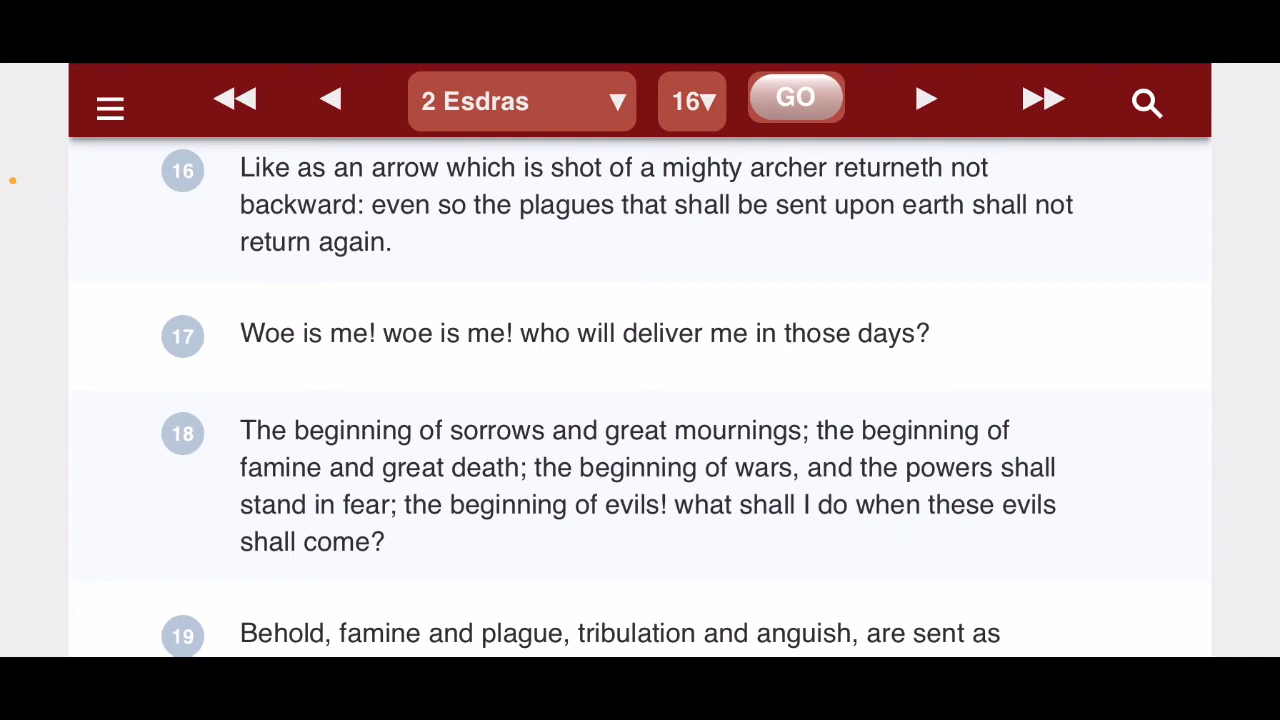 2 Esdras 16 GO
16 Like as an arrow which is shot of a mighty archer returneth not
backward: even so the plagues that shall be sent upon earth shall not
return again.
17 Woe is me! woe is me! who will deliver me in those days?
18 The beginning of sorrows and great mournings; the beginning of
famine and great death; the beginning of wars, and the powers shall
stand in fear; the beginning of evils! what shall I do when these evils
shall come?
19 Behold, famine and plague, tribulation and anguish, are sent as